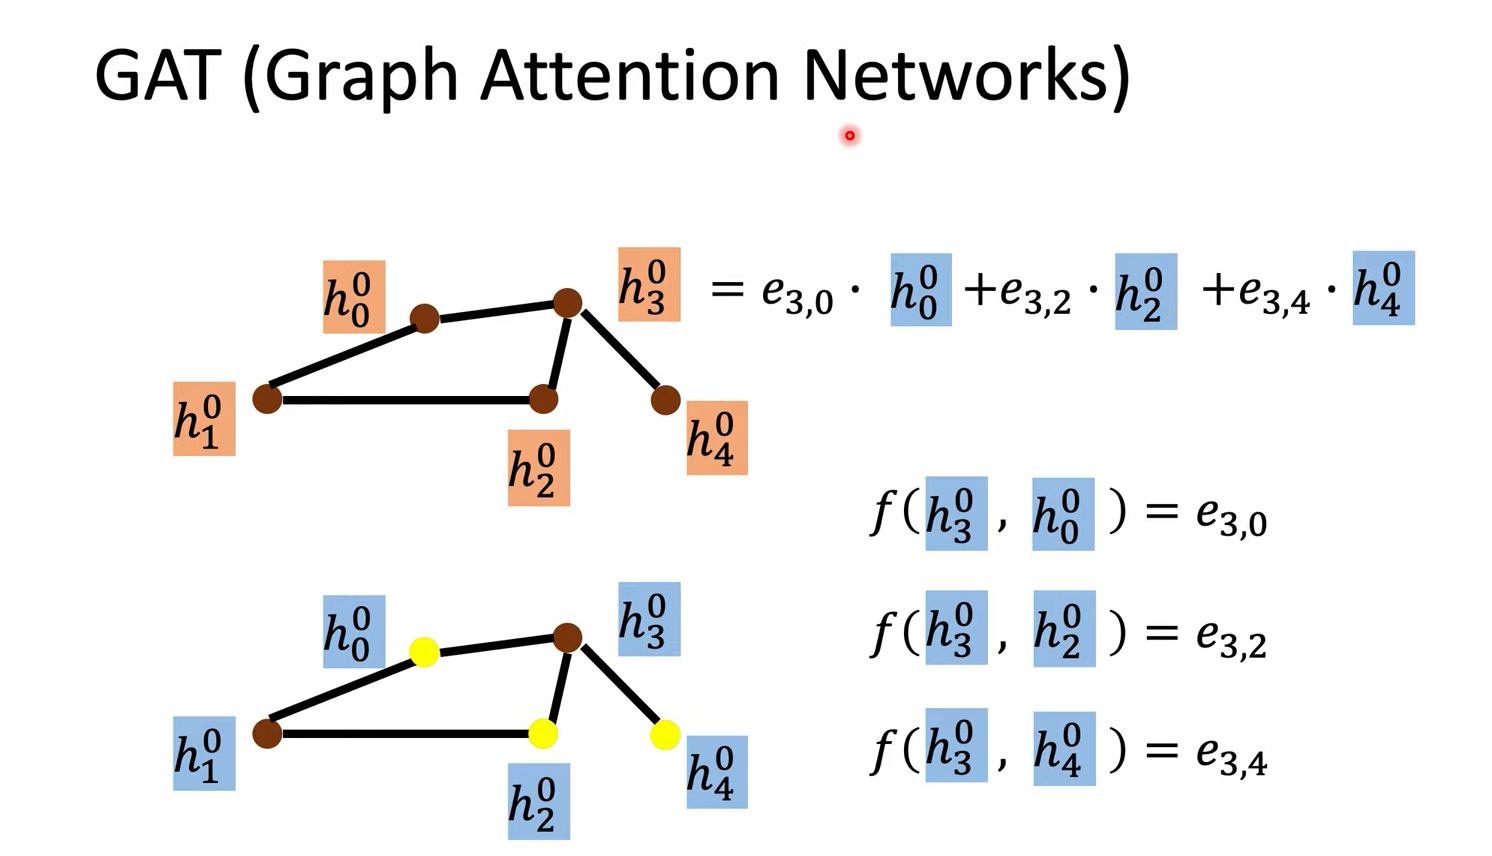 GAT (Graph Attention Networks)
h_0^0
h_3^0 = e_{3,0} · h_0^0 + e_{3,2} · h_2^0 + e_{3,4} · h_4^0
h_1^0
h_2^0
h_4^0
f( h_3^0 , h_0^0 ) = e_{3,0}
h_0^0
h_3^0
f( h_3^0 , h_2^0 ) = e_{3,2}
h_1^0
h_2^0
h_4^0
f( h_3^0 , h_4^0 ) = e_{3,4}